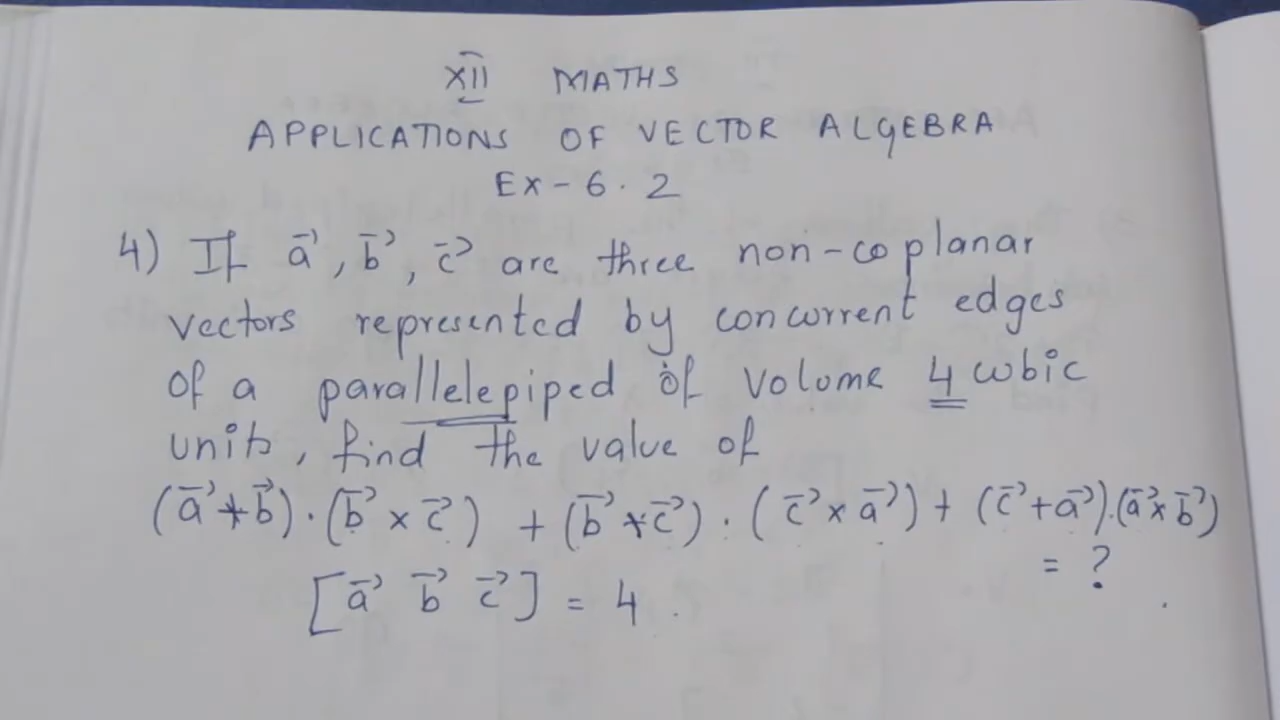 XII MATHS
APPLICATIONS OF VECTOR ALGEBRA
Ex - 6.2
4) If a⃗, b⃗, c⃗ are three non-coplanar
vectors represented by concurrent edges
of a parallelepiped of volume 4 cubic
units, find the value of
(a⃗+b⃗)·(b⃗ × c⃗) + (b⃗+c⃗)·(c⃗ × a⃗) + (c⃗+a⃗).(a⃗×b⃗)
= ?
[a⃗ b⃗ c⃗] = 4.